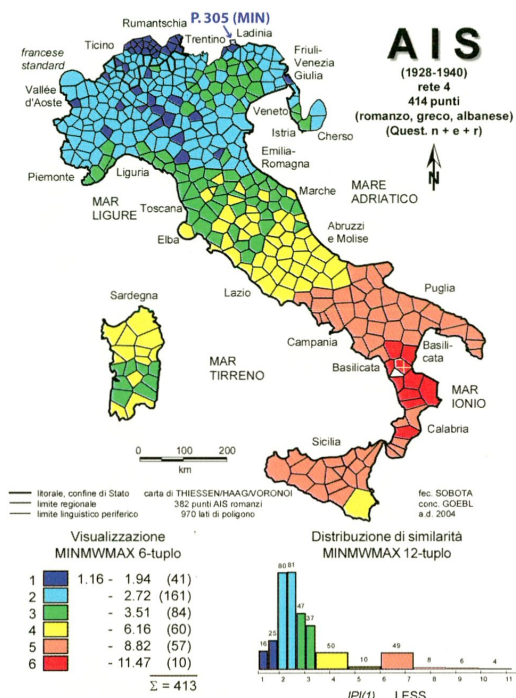 P. 305 (MIN)
Rumantschia
Ticino
Trentino
Ladinia
francese
standard
Friuli-
Venezia
Giulia
Vallée
d'Aoste
Veneto
Istria
Cherso
Emilia-
Romagna
Piemonte
Liguria
MAR
LIGURE
Toscana
Marche
MARE
ADRIATICO
Elba
Abruzzi
e Molise
Lazio
Sardegna
Puglia
Campania
Basilicata
Basili-
cata
MAR
TIRRENO
MAR
IONIO
Calabria
Sicilia
AIS
(1928-1940)
rete 4
414 punti
(romanzo, greco, albanese)
(Quest. n + e + r)
N
0 100 200
km
litorale, confine di Stato
limite regionale
limite linguistico periferico
carta di THIESSEN/HAAG/VORONOI
382 punti AIS romanzi
970 lati di poligono
fec. SOBOTA
conc. GOEBL
a.d. 2004
Visualizzazione
MINMWMAX 6-tuplo
1 1.16 - 1.94 (41)
2 - 2.72 (161)
3 - 3.51 (84)
4 - 6.16 (60)
5 - 8.82 (57)
6 - 11.47 (10)
Σ = 413
Distribuzione di similarità
MINMWMAX 12-tuplo
16 25 80 81 47 37 50 10 49 8 6 4
1 2 3 4 5 6 7 8 9 10 11
IPI(1) LESS